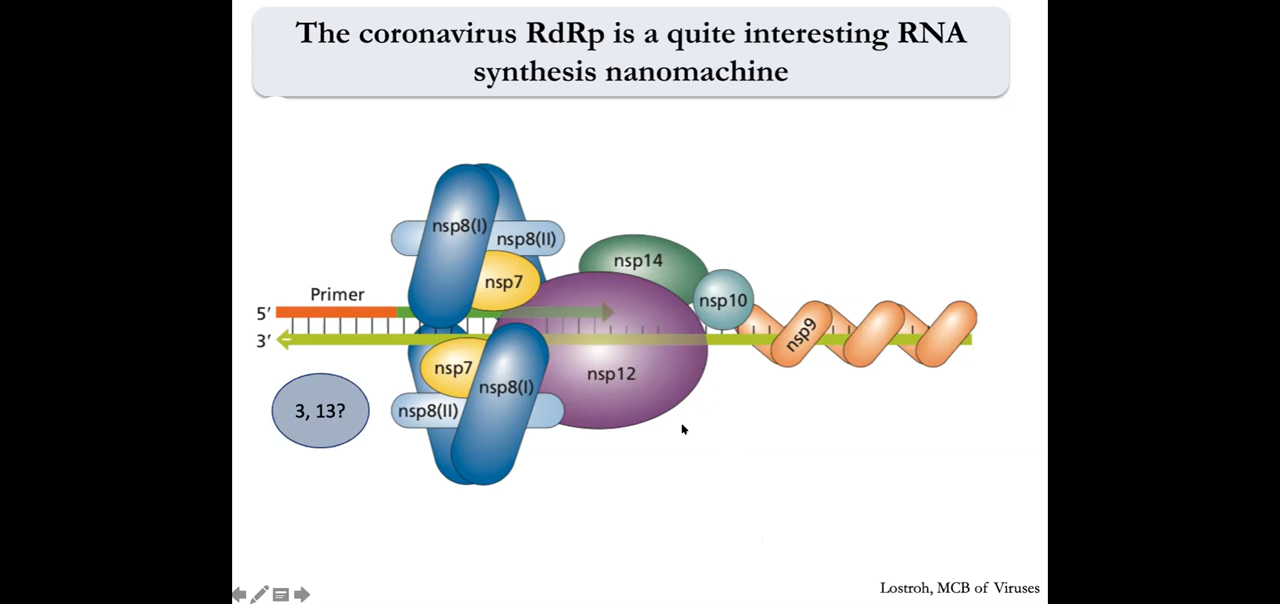 The coronavirus RdRp is a quite interesting RNA
synthesis nanomachine
nsp8(I)
nsp8(II)
nsp14
nsp7
Primer
nsp10
5′
nsp9
3′
nsp7
nsp12
nsp8(I)
3, 13?
nsp8(II)
Lostroh, MCB of Viruses